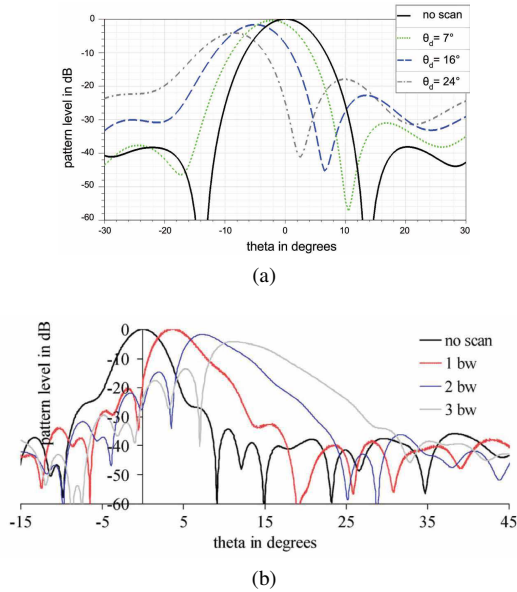 no scan
θd= 7°
θd= 16°
θd= 24°
pattern level in dB
0
-10
-20
-30
-40
-50
-60
-30 -20 -10 0 10 20 30
theta in degrees
(a)
pattern level in dB
0
-10
-20
-30
-40
-50
-60
no scan
1 bw
2 bw
3 bw
-15 -5 5 15 25 35 45
theta in degrees
(b)